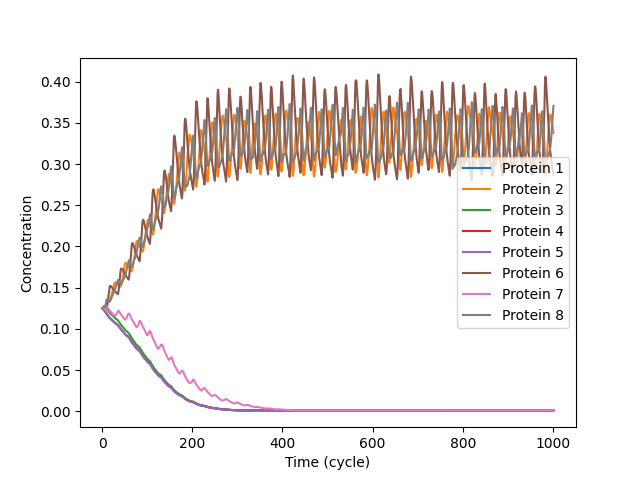 0.40
0.35
0.30
0.25
0.20
0.15
0.10
0.05
0.00
Concentration
0
200
400
600
800
1000
Time (cycle)
Protein 1
Protein 2
Protein 3
Protein 4
Protein 5
Protein 6
Protein 7
Protein 8